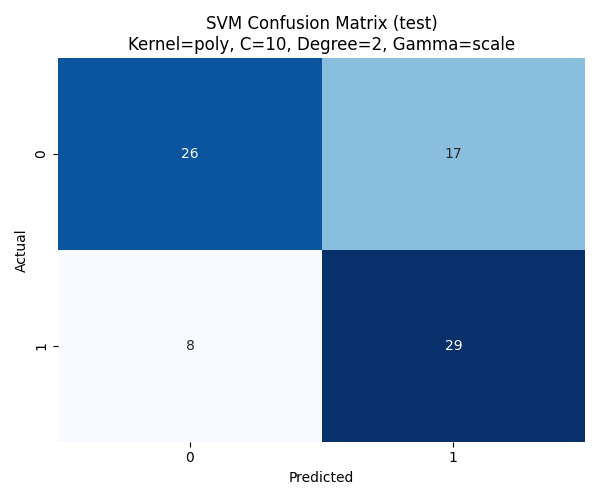 SVM Confusion Matrix (test)
Kernel=poly, C=10, Degree=2, Gamma=scale
Actual
0
26
17
1
8
29
0
1
Predicted